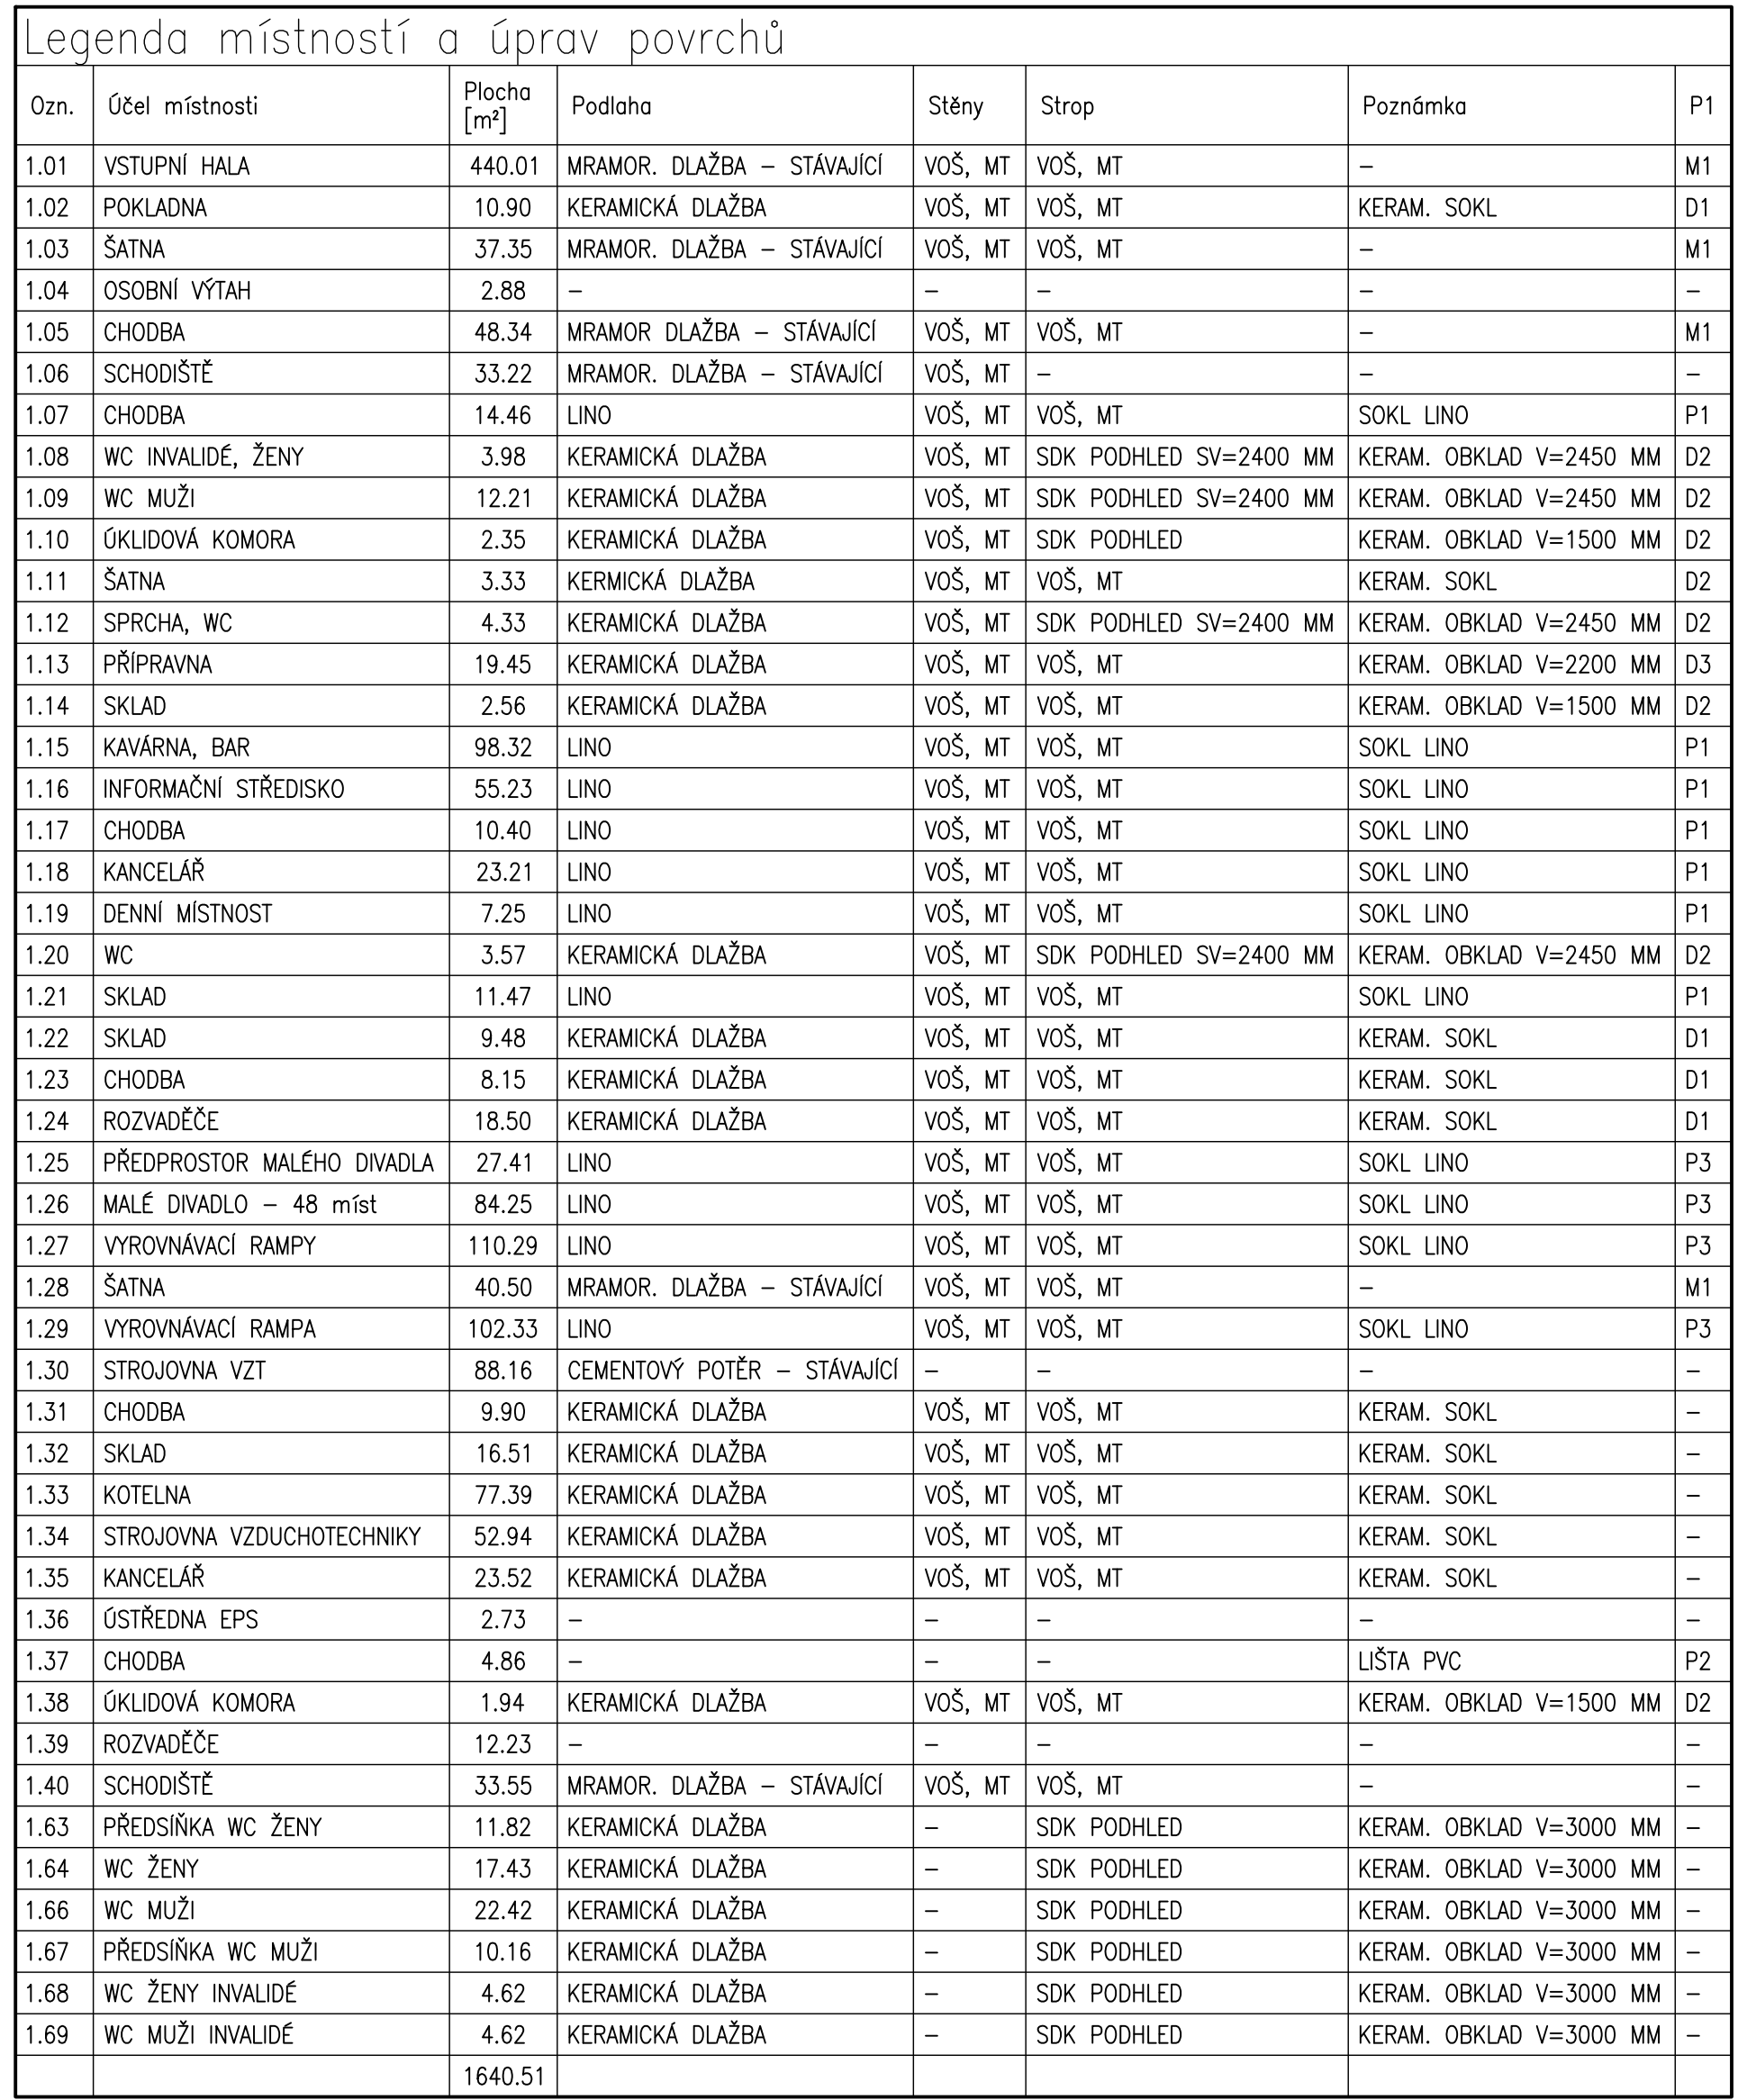 Legenda místností a úprav povrchů
Ozn. Účel místnosti Plocha [m²] Podlaha Stěny Strop Poznámka P1
1.01 VSTUPNÍ HALA 440.01 MRAMOR. DLAŽBA – STÁVAJÍCÍ VOŠ, MT VOŠ, MT – M1
1.02 POKLADNA 10.90 KERAMICKÁ DLAŽBA VOŠ, MT VOŠ, MT KERAM. SOKL D1
1.03 ŠATNA 37.35 MRAMOR. DLAŽBA – STÁVAJÍCÍ VOŠ, MT VOŠ, MT – M1
1.04 OSOBNÍ VÝTAH 2.88 – – – – –
1.05 CHODBA 48.34 MRAMOR DLAŽBA – STÁVAJÍCÍ VOŠ, MT VOŠ, MT – M1
1.06 SCHODIŠTĚ 33.22 MRAMOR. DLAŽBA – STÁVAJÍCÍ VOŠ, MT – – –
1.07 CHODBA 14.46 LINO VOŠ, MT VOŠ, MT SOKL LINO P1
1.08 WC INVALIDÉ, ŽENY 3.98 KERAMICKÁ DLAŽBA VOŠ, MT SDK PODHLED SV=2400 MM KERAM. OBKLAD V=2450 MM D2
1.09 WC MUŽI 12.21 KERAMICKÁ DLAŽBA VOŠ, MT SDK PODHLED SV=2400 MM KERAM. OBKLAD V=2450 MM D2
1.10 ÚKLIDOVÁ KOMORA 2.35 KERAMICKÁ DLAŽBA VOŠ, MT SDK PODHLED KERAM. OBKLAD V=1500 MM D2
1.11 ŠATNA 3.33 KERMICKÁ DLAŽBA VOŠ, MT VOŠ, MT KERAM. SOKL D2
1.12 SPRCHA, WC 4.33 KERAMICKÁ DLAŽBA VOŠ, MT SDK PODHLED SV=2400 MM KERAM. OBKLAD V=2450 MM D2
1.13 PŘÍPRAVNA 19.45 KERAMICKÁ DLAŽBA VOŠ, MT VOŠ, MT KERAM. OBKLAD V=2200 MM D3
1.14 SKLAD 2.56 KERAMICKÁ DLAŽBA VOŠ, MT VOŠ, MT KERAM. OBKLAD V=1500 MM D2
1.15 KAVÁRNA, BAR 98.32 LINO VOŠ, MT VOŠ, MT SOKL LINO P1
1.16 INFORMAČNÍ STŘEDISKO 55.23 LINO VOŠ, MT VOŠ, MT SOKL LINO P1
1.17 CHODBA 10.40 LINO VOŠ, MT VOŠ, MT SOKL LINO P1
1.18 KANCELÁŘ 23.21 LINO VOŠ, MT VOŠ, MT SOKL LINO P1
1.19 DENNÍ MÍSTNOST 7.25 LINO VOŠ, MT VOŠ, MT SOKL LINO P1
1.20 WC 3.57 KERAMICKÁ DLAŽBA VOŠ, MT SDK PODHLED SV=2400 MM KERAM. OBKLAD V=2450 MM D2
1.21 SKLAD 11.47 LINO VOŠ, MT VOŠ, MT SOKL LINO P1
1.22 SKLAD 9.48 KERAMICKÁ DLAŽBA VOŠ, MT VOŠ, MT KERAM. SOKL D1
1.23 CHODBA 8.15 KERAMICKÁ DLAŽBA VOŠ, MT VOŠ, MT KERAM. SOKL D1
1.24 ROZVADĚČE 18.50 KERAMICKÁ DLAŽBA VOŠ, MT VOŠ, MT KERAM. SOKL D1
1.25 PŘEDPROSTOR MALÉHO DIVADLA 27.41 LINO VOŠ, MT VOŠ, MT SOKL LINO P3
1.26 MALÉ DIVADLO – 48 míst 84.25 LINO VOŠ, MT VOŠ, MT SOKL LINO P3
1.27 VYROVNÁVACÍ RAMPY 110.29 LINO VOŠ, MT VOŠ, MT SOKL LINO P3
1.28 ŠATNA 40.50 MRAMOR. DLAŽBA – STÁVAJÍCÍ VOŠ, MT VOŠ, MT – M1
1.29 VYROVNÁVACÍ RAMPA 102.33 LINO VOŠ, MT VOŠ, MT SOKL LINO P3
1.30 STROJOVNA VZT 88.16 CEMENTOVÝ POTĚR – STÁVAJÍCÍ – – – –
1.31 CHODBA 9.90 KERAMICKÁ DLAŽBA VOŠ, MT VOŠ, MT KERAM. SOKL –
1.32 SKLAD 16.51 KERAMICKÁ DLAŽBA VOŠ, MT VOŠ, MT KERAM. SOKL –
1.33 KOTELNA 77.39 KERAMICKÁ DLAŽBA VOŠ, MT VOŠ, MT KERAM. SOKL –
1.34 STROJOVNA VZDUCHOTECHNIKY 52.94 KERAMICKÁ DLAŽBA VOŠ, MT VOŠ, MT KERAM. SOKL –
1.35 KANCELÁŘ 23.52 KERAMICKÁ DLAŽBA VOŠ, MT VOŠ, MT KERAM. SOKL –
1.36 ÚSTŘEDNA EPS 2.73 – – – – –
1.37 CHODBA 4.86 – – – LIŠTA PVC P2
1.38 ÚKLIDOVÁ KOMORA 1.94 KERAMICKÁ DLAŽBA VOŠ, MT VOŠ, MT KERAM. OBKLAD V=1500 MM D2
1.39 ROZVADĚČE 12.23 – – – – –
1.40 SCHODIŠTĚ 33.55 MRAMOR. DLAŽBA – STÁVAJÍCÍ VOŠ, MT VOŠ, MT – –
1.63 PŘEDSÍŇKA WC ŽENY 11.82 KERAMICKÁ DLAŽBA – SDK PODHLED KERAM. OBKLAD V=3000 MM –
1.64 WC ŽENY 17.43 KERAMICKÁ DLAŽBA – SDK PODHLED KERAM. OBKLAD V=3000 MM –
1.66 WC MUŽI 22.42 KERAMICKÁ DLAŽBA – SDK PODHLED KERAM. OBKLAD V=3000 MM –
1.67 PŘEDSÍŇKA WC MUŽI 10.16 KERAMICKÁ DLAŽBA – SDK PODHLED KERAM. OBKLAD V=3000 MM –
1.68 WC ŽENY INVALIDÉ 4.62 KERAMICKÁ DLAŽBA – SDK PODHLED KERAM. OBKLAD V=3000 MM –
1.69 WC MUŽI INVALIDÉ 4.62 KERAMICKÁ DLAŽBA – SDK PODHLED KERAM. OBKLAD V=3000 MM –
1640.51